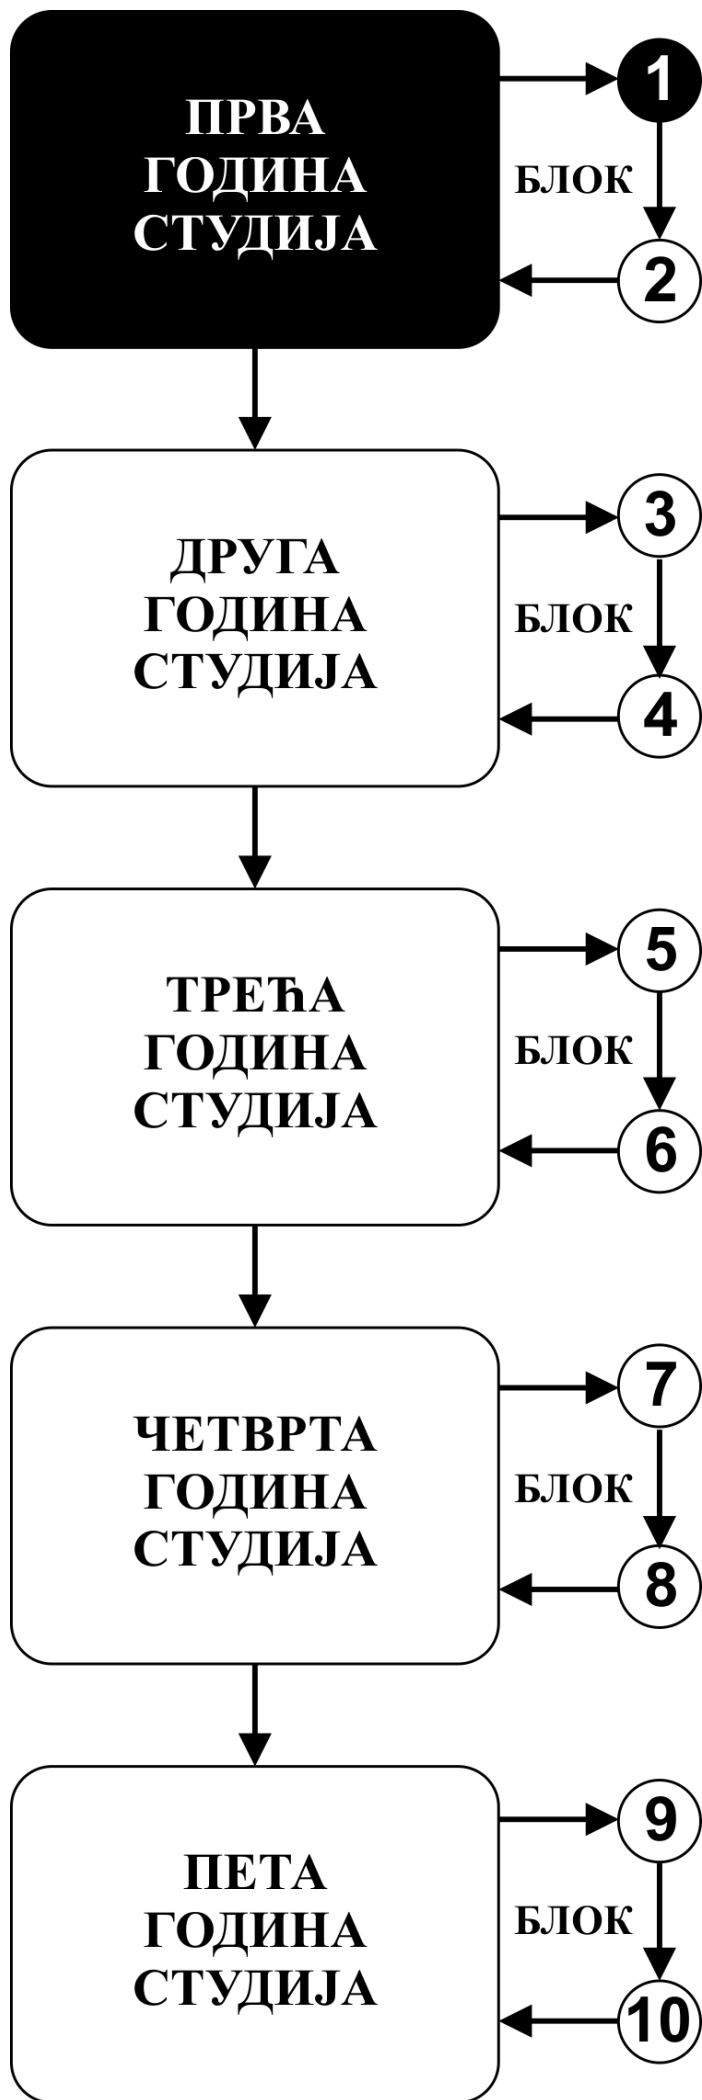 ПРВА
ГОДИНА
СТУДИЈА
1
БЛОК
2
ДРУГА
ГОДИНА
СТУДИЈА
3
БЛОК
4
ТРЕЋА
ГОДИНА
СТУДИЈА
5
БЛОК
6
ЧЕТВРТА
ГОДИНА
СТУДИЈА
7
БЛОК
8
ПЕТА
ГОДИНА
СТУДИЈА
9
БЛОК
10